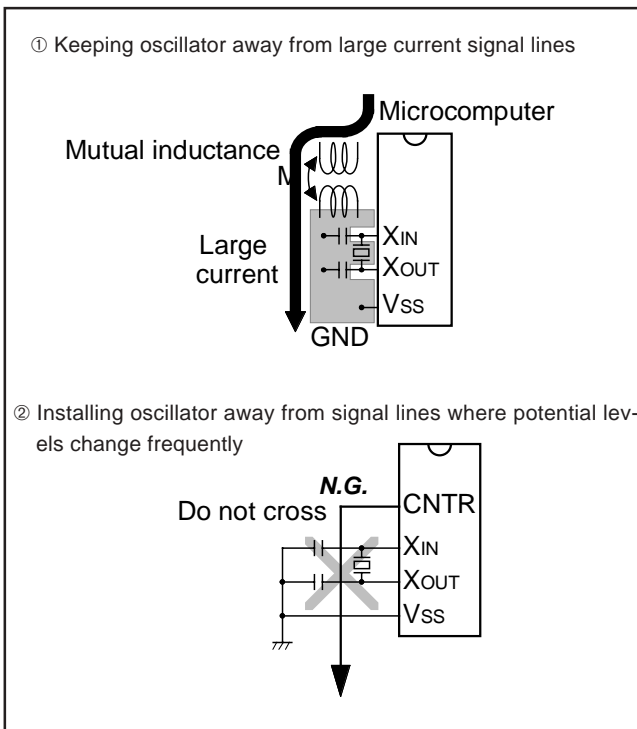 ① Keeping oscillator away from large current signal lines
Microcomputer
Mutual inductance
M
Large
current
XIN
XOUT
VSS
GND
② Installing oscillator away from signal lines where potential lev-
els change frequently
N.G.
Do not cross
CNTR
XIN
XOUT
VSS